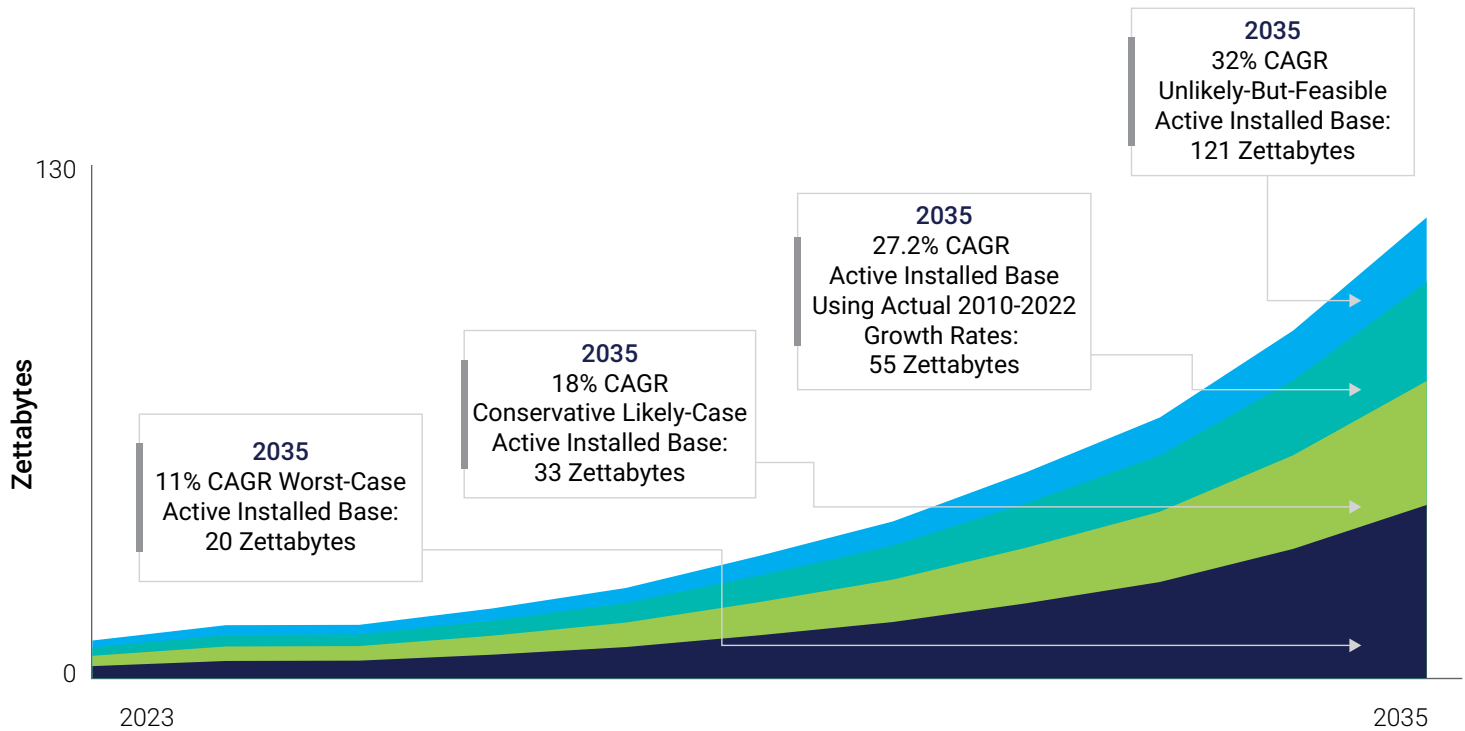 2035
32% CAGR
Unlikely-But-Feasible
Active Installed Base:
121 Zettabytes
130
2035
27.2% CAGR
Active Installed Base
Using Actual 2010-2022
Growth Rates:
55 Zettabytes
2035
18% CAGR
Conservative Likely-Case
Active Installed Base:
33 Zettabytes
Zettabytes
2035
11% CAGR Worst-Case
Active Installed Base:
20 Zettabytes
0
2023
2035